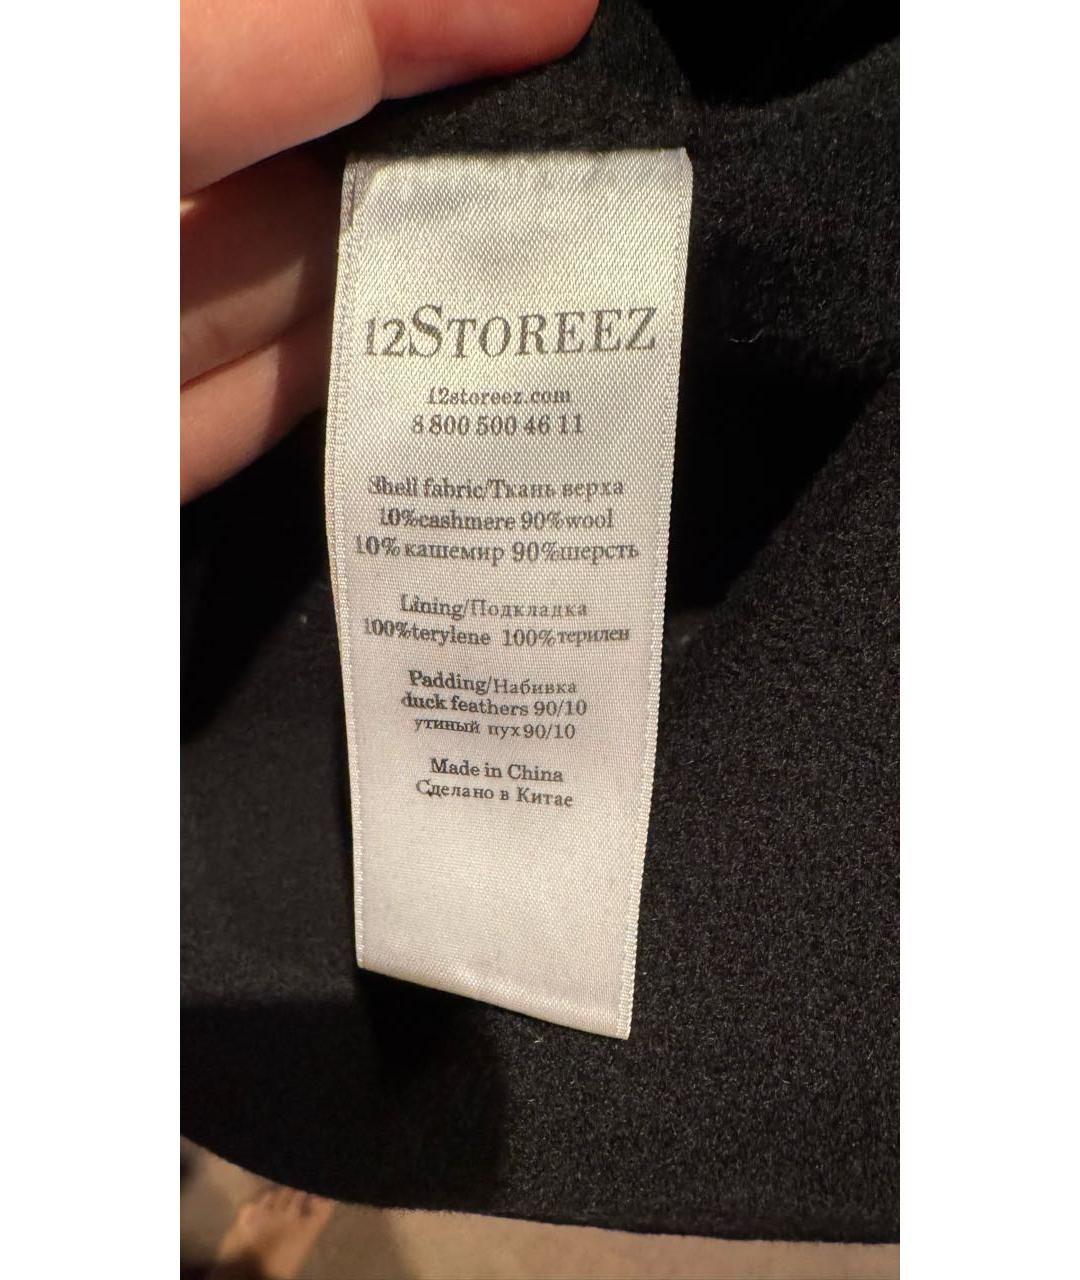 12STOREEZ
12storeez.com
8 800 500 46 11
Shell fabric/Ткань верха
10%cashmere 90%wool
10% кашемир 90%шерсть
Lining/Подкладка
100%terylene 100%терилен
Padding/Набивка
duck feathers 90/10
утиный пух 90/10
Made in China
Сделано в Китае